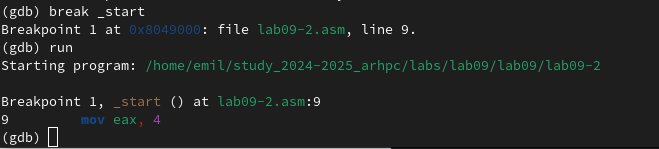 (gdb) break _start
Breakpoint 1 at 0x8049000: file lab09-2.asm, line 9.
(gdb) run
Starting program: /home/emil/study_2024-2025_arhpc/labs/lab09/lab09/lab09-2
Breakpoint 1, _start () at lab09-2.asm:9
9 mov eax, 4
(gdb)